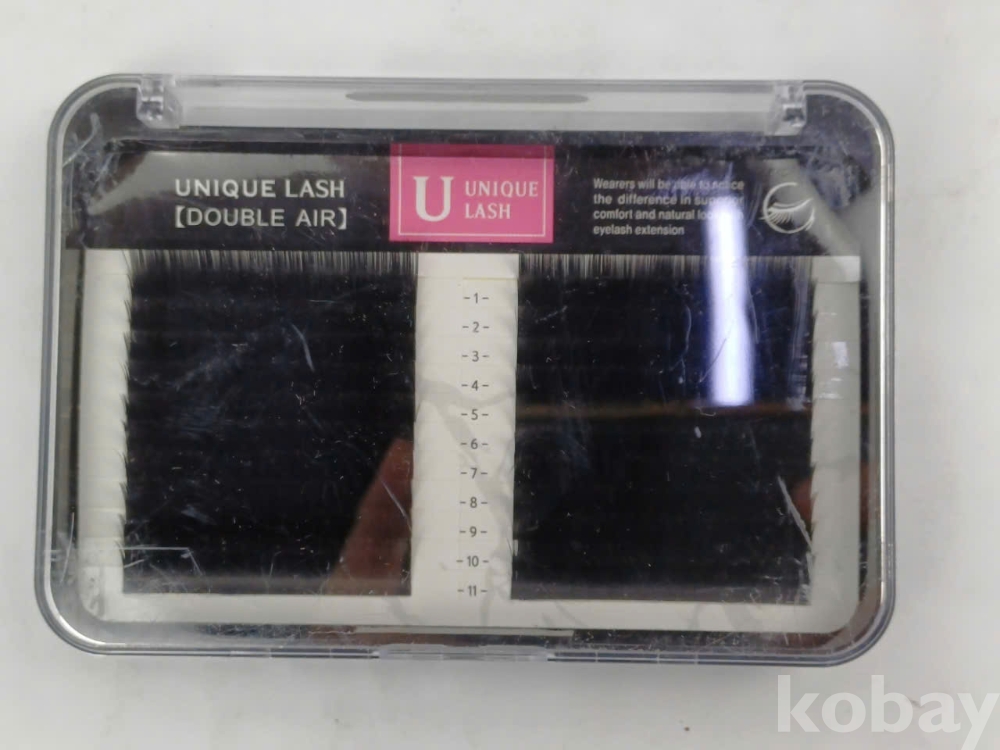 UNIQUE LASH
【DOUBLE AIR】
U UNIQUE
LASH
Wearers will be able to notice
the difference in superior
comfort and natural
eyelash extension
-1-
-2-
-3-
-4-
-5-
-6-
-7-
-8-
-9-
-10-
-11-
kobay